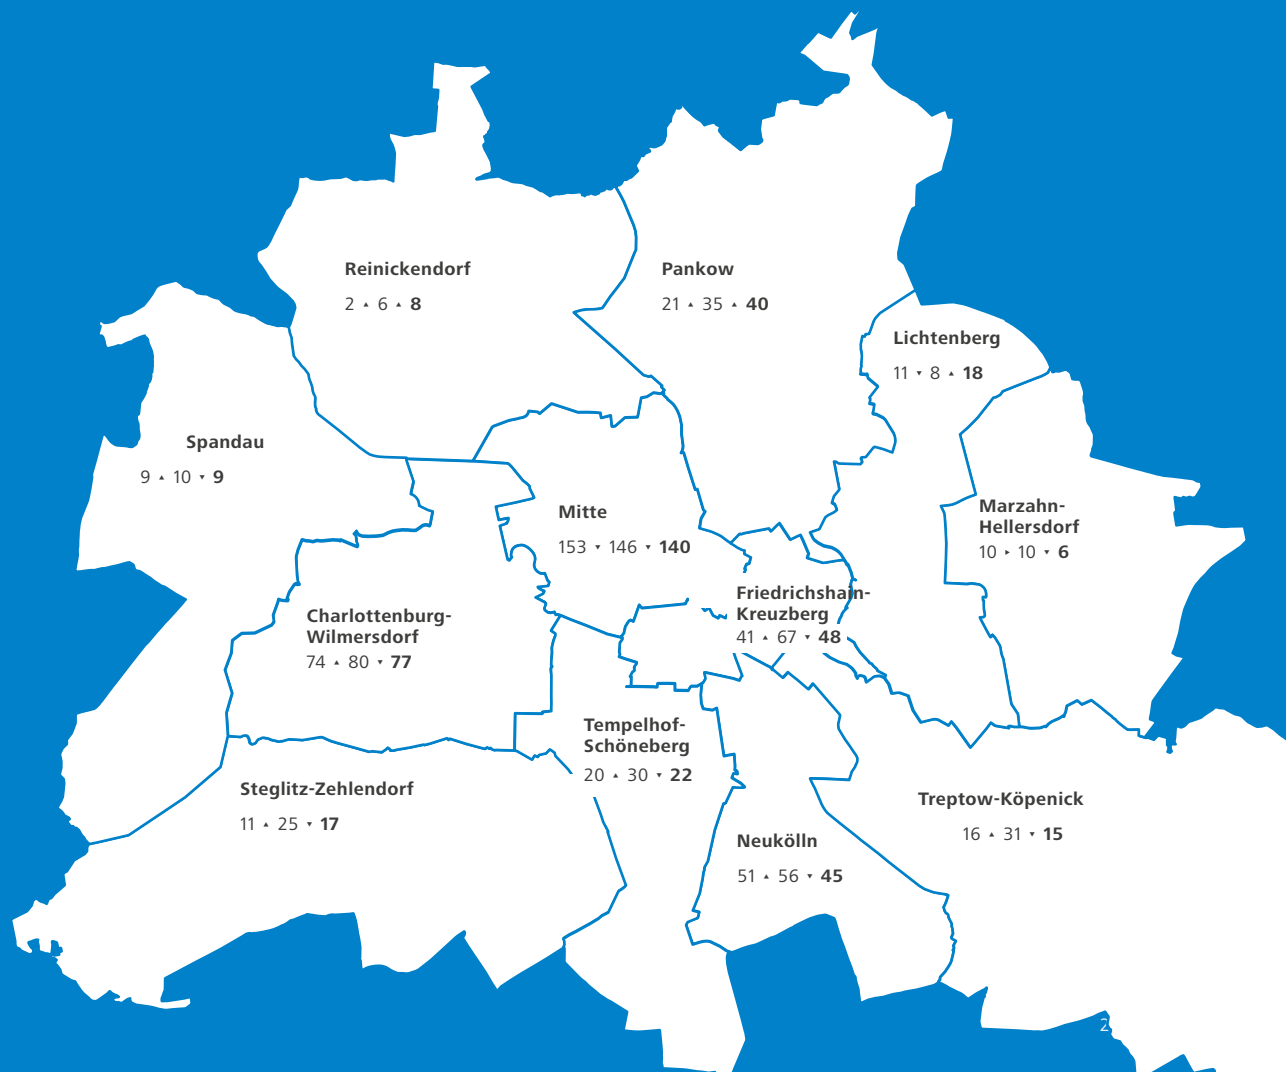 Reinickendorf
2 ▴ 6 ▴ 8
Pankow
21 ▴ 35 ▴ 40
Lichtenberg
11 ▾ 8 ▴ 18
Spandau
9 ▴ 10 ▾ 9
Mitte
153 ▾ 146 ▾ 140
Marzahn-
Hellersdorf
10 ▸ 10 ▾ 6
Friedrichshain-
Kreuzberg
41 ▴ 67 ▾ 48
Charlottenburg-
Wilmersdorf
74 ▴ 80 ▾ 77
Tempelhof-
Schöneberg
20 ▴ 30 ▾ 22
Steglitz-Zehlendorf
11 ▴ 25 ▾ 17
Treptow-Köpenick
16 ▴ 31 ▾ 15
Neukölln
51 ▴ 56 ▾ 45
2